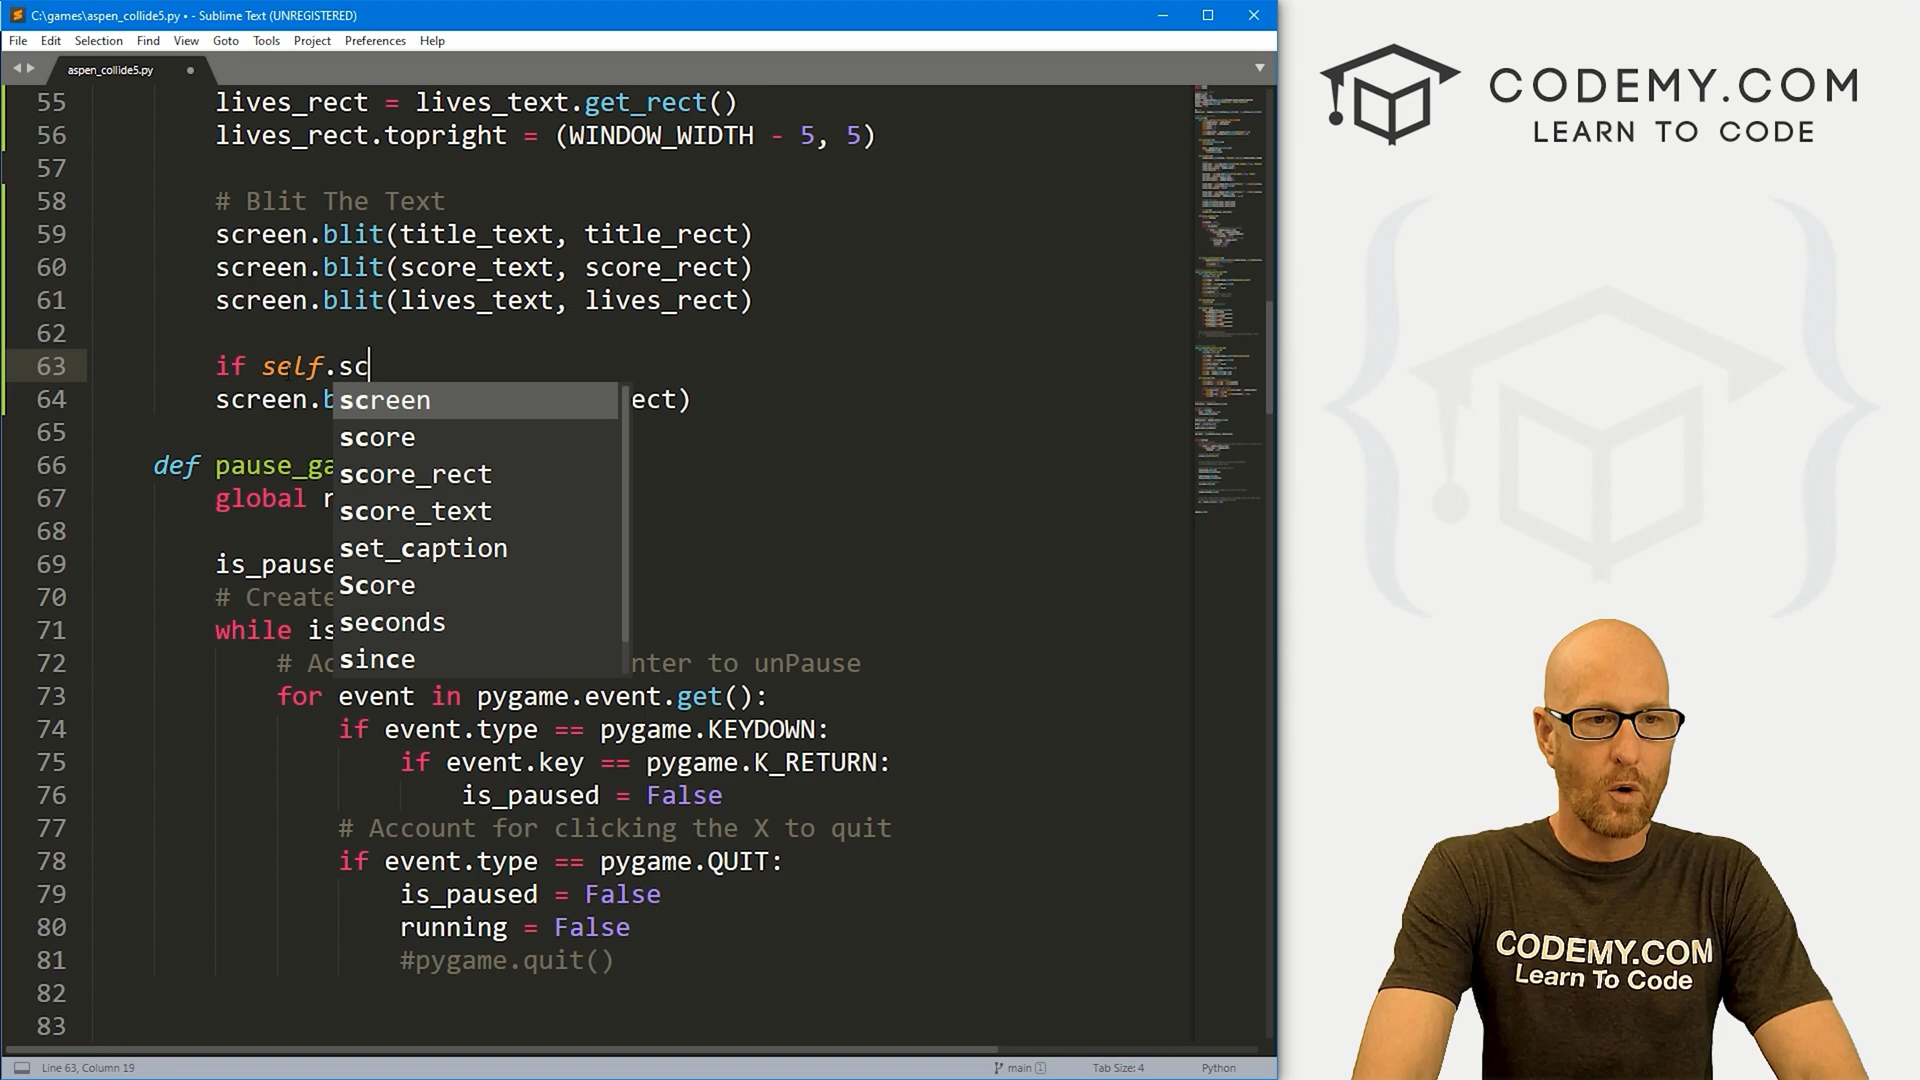 C:\games\aspen_collide5.py • - Sublime Text (UNREGISTERED)
File Edit Selection Find View Goto Tools Project Preferences Help
aspen_collide5.py
55 lives_rect = lives_text.get_rect()
56 lives_rect.topright = (WINDOW_WIDTH - 5, 5)
57
58 # Blit The Text
59 screen.blit(title_text, title_rect)
60 screen.blit(score_text, score_rect)
61 screen.blit(lives_text, lives_rect)
62
63 if self.sc
64 screen.b ect)
screen
score
score_rect
score_text
set_caption
Score
seconds
since
65
66 def pause_ga
67 global r
68
69 is_pause
70 # Create
71 while is
72 # Ac nter to unPause
73 for event in pygame.event.get():
74 if event.type == pygame.KEYDOWN:
75 if event.key == pygame.K_RETURN:
76 is_paused = False
77 # Account for clicking the X to quit
78 if event.type == pygame.QUIT:
79 is_paused = False
80 running = False
81 #pygame.quit()
82
83
Line 63, Column 19
main 1
Tab Size: 4
Python
CODEMY.COM
LEARN TO CODE
CODEMY.COM
Learn To Code